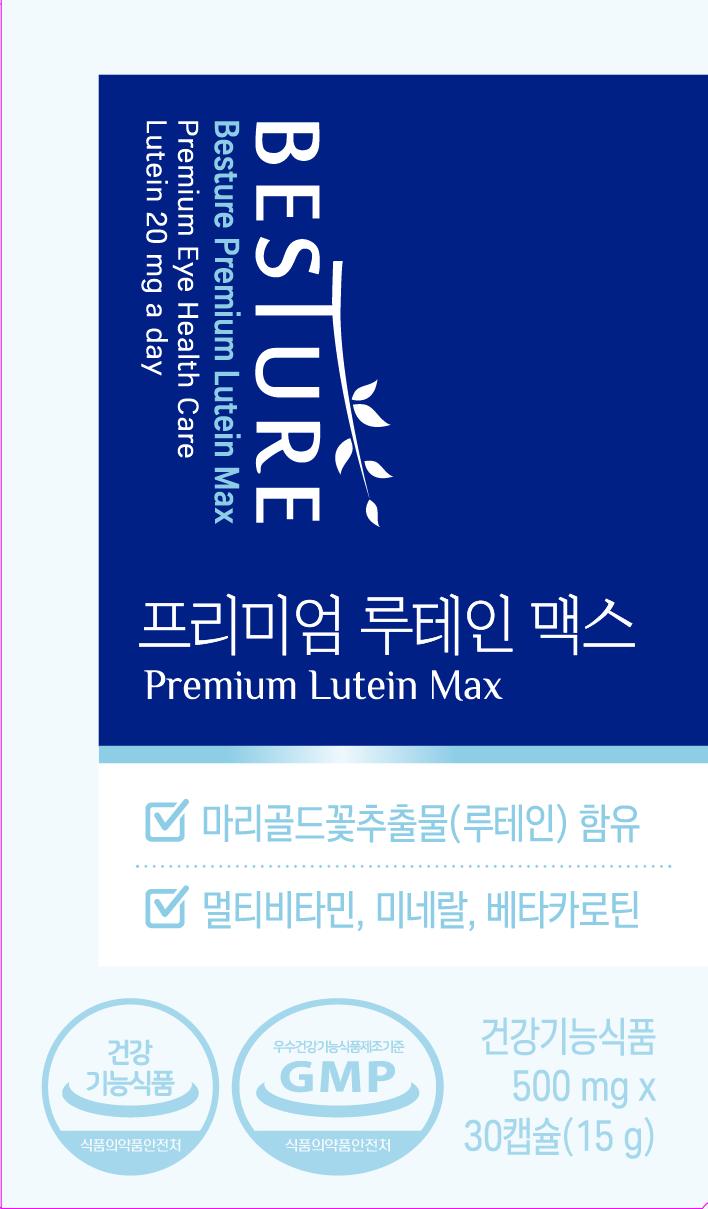 BESTURE
Besture Premium Lutein Max
Premium Eye Health Care
Lutein 20 mg a day
프리미엄 루테인 맥스
Premium Lutein Max
마리골드꽃추출물(루테인) 함유
멀티비타민, 미네랄, 베타카로틴
건강
기능식품
식품의약품안전처
우수건강기능식품제조기준
GMP
식품의약품안전처
건강기능식품
500 mg x
30캡슐(15 g)